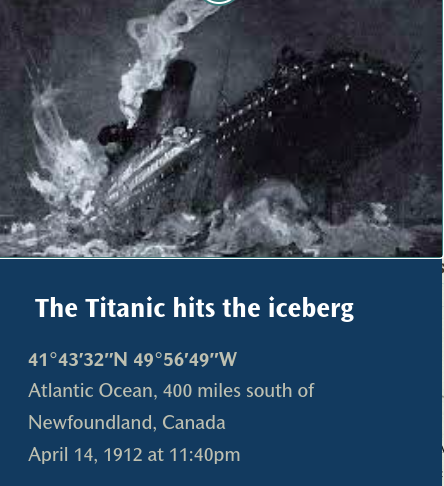 The Titanic hits the iceberg
41°43′32″N 49°56′49″W
Atlantic Ocean, 400 miles south of
Newfoundland, Canada
April 14, 1912 at 11:40pm